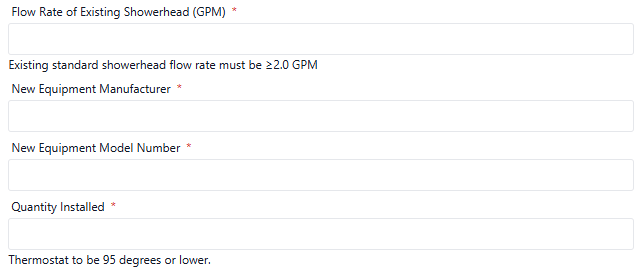 Flow Rate of Existing Showerhead (GPM) *
Existing standard showerhead flow rate must be ≥2.0 GPM
New Equipment Manufacturer *
New Equipment Model Number *
Quantity Installed *
Thermostat to be 95 degrees or lower.